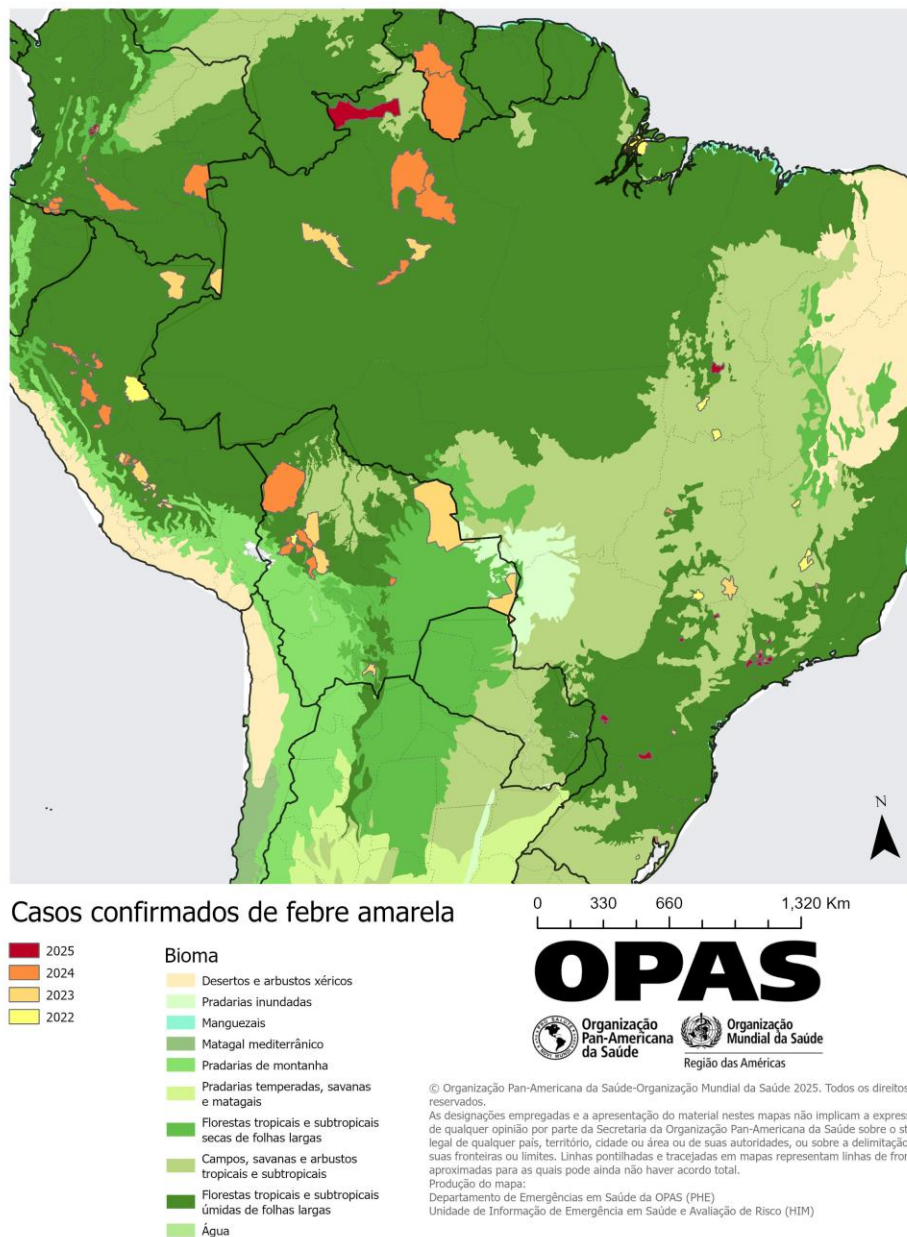 N
Casos confirmados de febre amarela
2025
2024
2023
2022
Bioma
Desertos e arbustos xéricos
Pradarias inundadas
Manguezais
Matagal mediterrânico
Pradarias de montanha
Pradarias temperadas, savanas
e matagais
Florestas tropicais e subtropicais
secas de folhas largas
Campos, savanas e arbustos
tropicais e subtropicais
Florestas tropicais e subtropicais
úmidas de folhas largas
Água
0 330 660 1,320 Km
OPAS
Organização
Pan-Americana
da Saúde
Organização
Mundial da Saúde
Região das Américas
© Organização Pan-Americana da Saúde-Organização Mundial da Saúde 2025. Todos os direitos
reservados.
As designações empregadas e a apresentação do material nestes mapas não implicam a express
de qualquer opinião por parte da Secretaria da Organização Pan-Americana da Saúde sobre o st
legal de qualquer país, território, cidade ou área ou de suas autoridades, ou sobre a delimitação
suas fronteiras ou limites. Linhas pontilhadas e tracejadas em mapas representam linhas de fron
aproximadas para as quais pode ainda não haver acordo total.
Produção do mapa:
Departamento de Emergências em Saúde da OPAS (PHE)
Unidade de Informação de Emergência em Saúde e Avaliação de Risco (HIM)